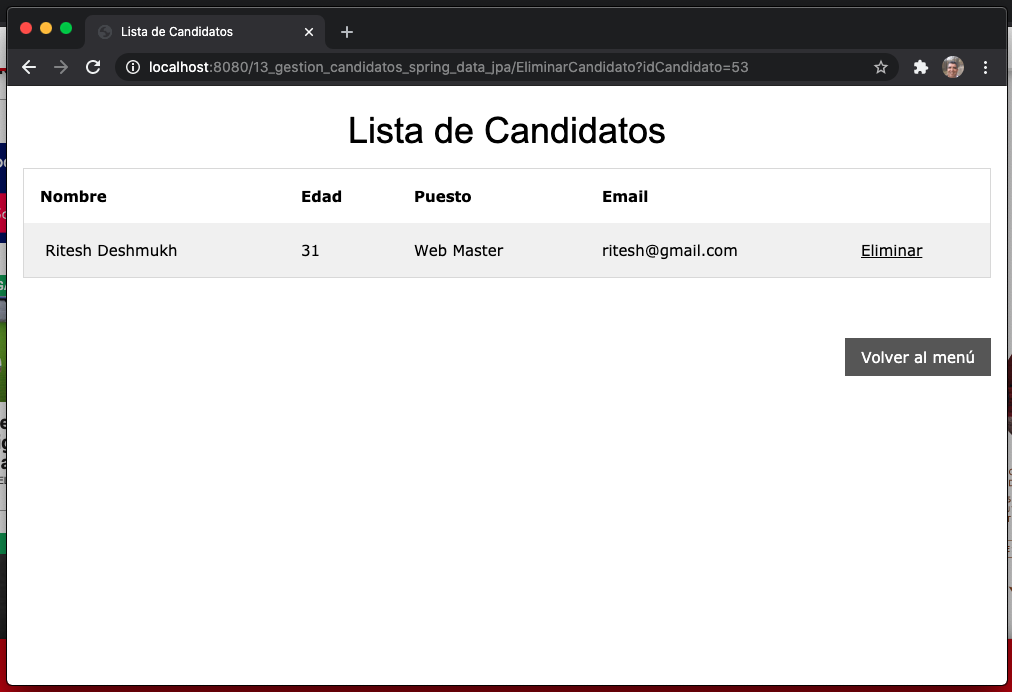 Lista de Candidatos
localhost:8080/13_gestion_candidatos_spring_data_jpa/EliminarCandidato?idCandidato=53
Lista de Candidatos
Nombre Edad Puesto Email
Ritesh Deshmukh 31 Web Master ritesh@gmail.com Eliminar
Volver al menú